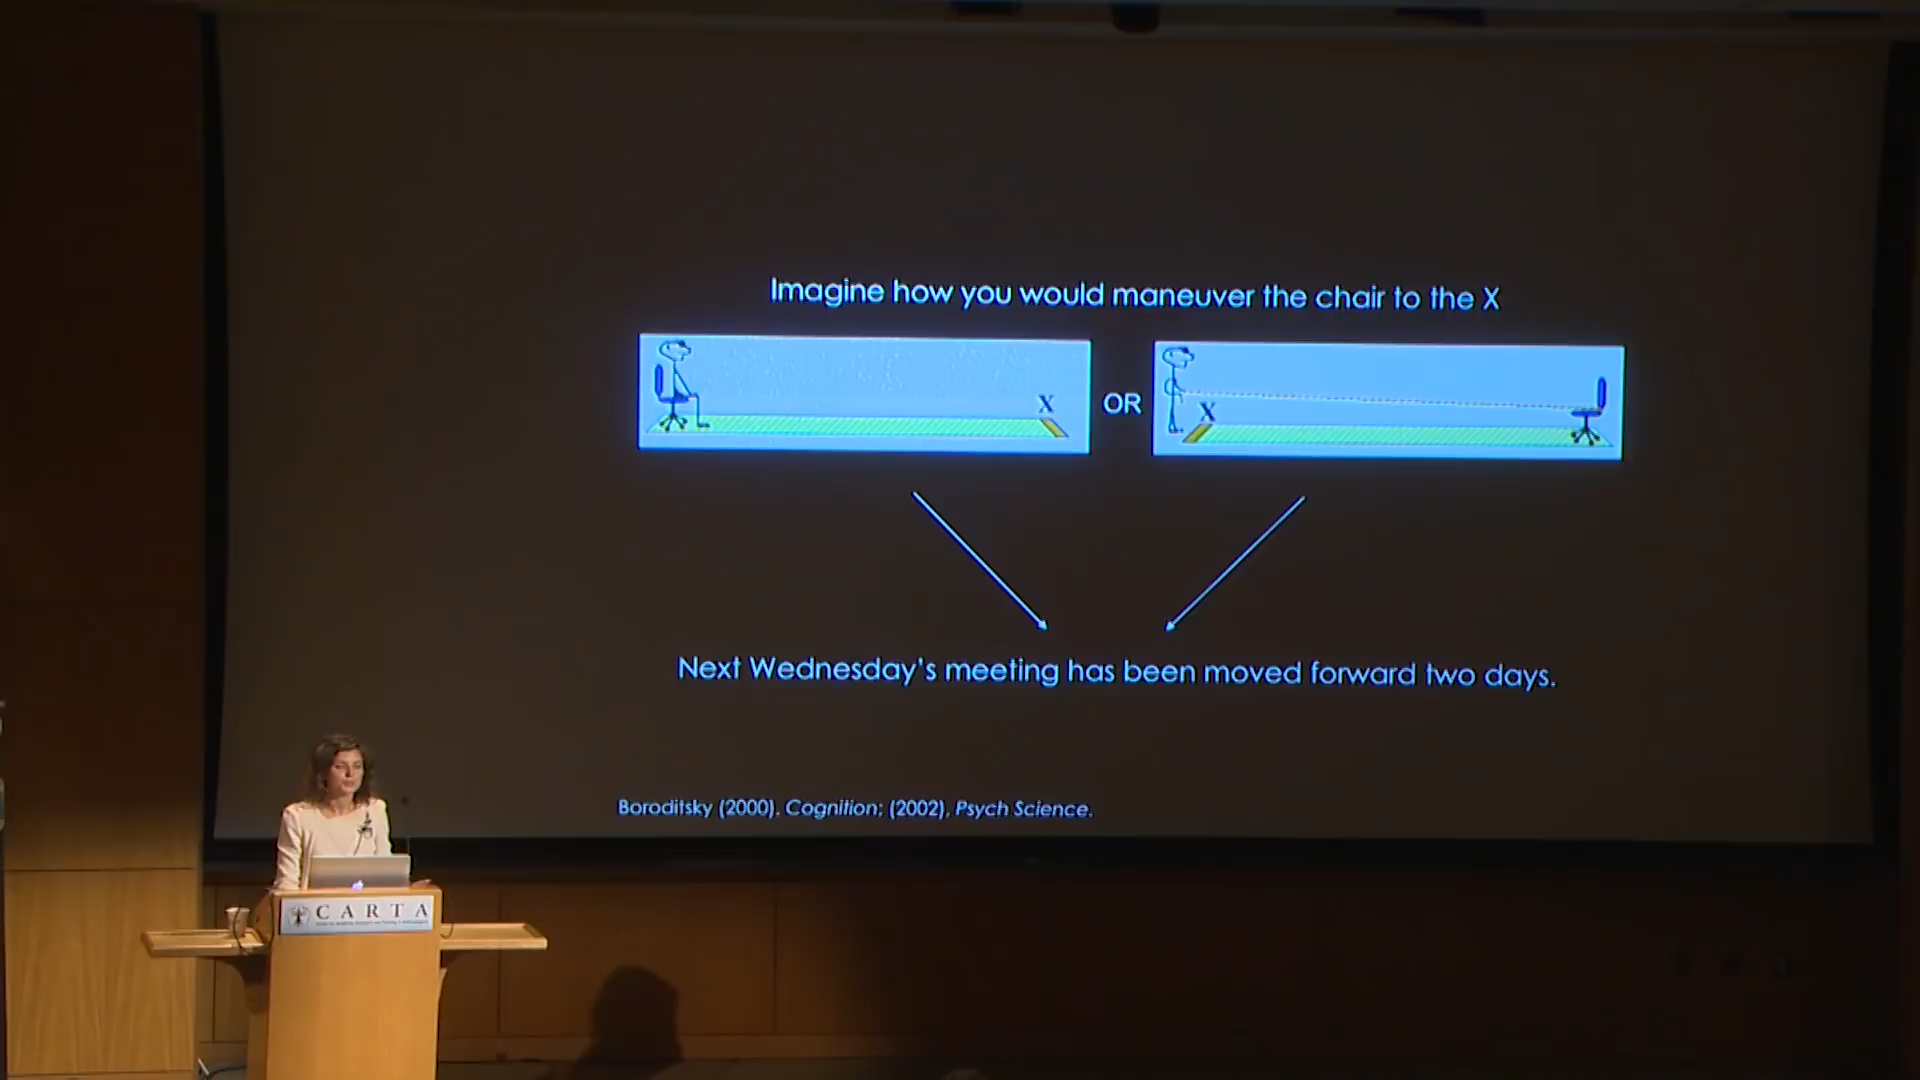 Imagine how you would maneuver the chair to the X
X
OR
X
Next Wednesday's meeting has been moved forward two days.
Boroditsky (2000), Cognition; (2002), Psych Science.
CARTA